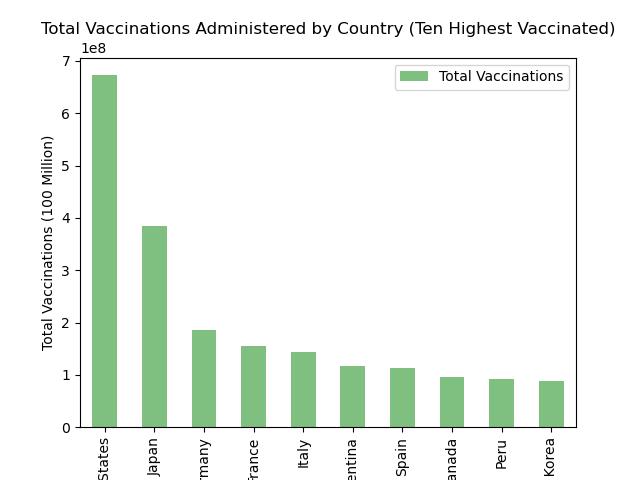 Total Vaccinations Administered by Country (Ten Highest Vaccinated)
1e8
Total Vaccinations
Total Vaccinations (100 Million)
7
6
5
4
3
2
1
0
States
Japan
rmany
rance
Italy
entina
Spain
anada
Peru
Korea